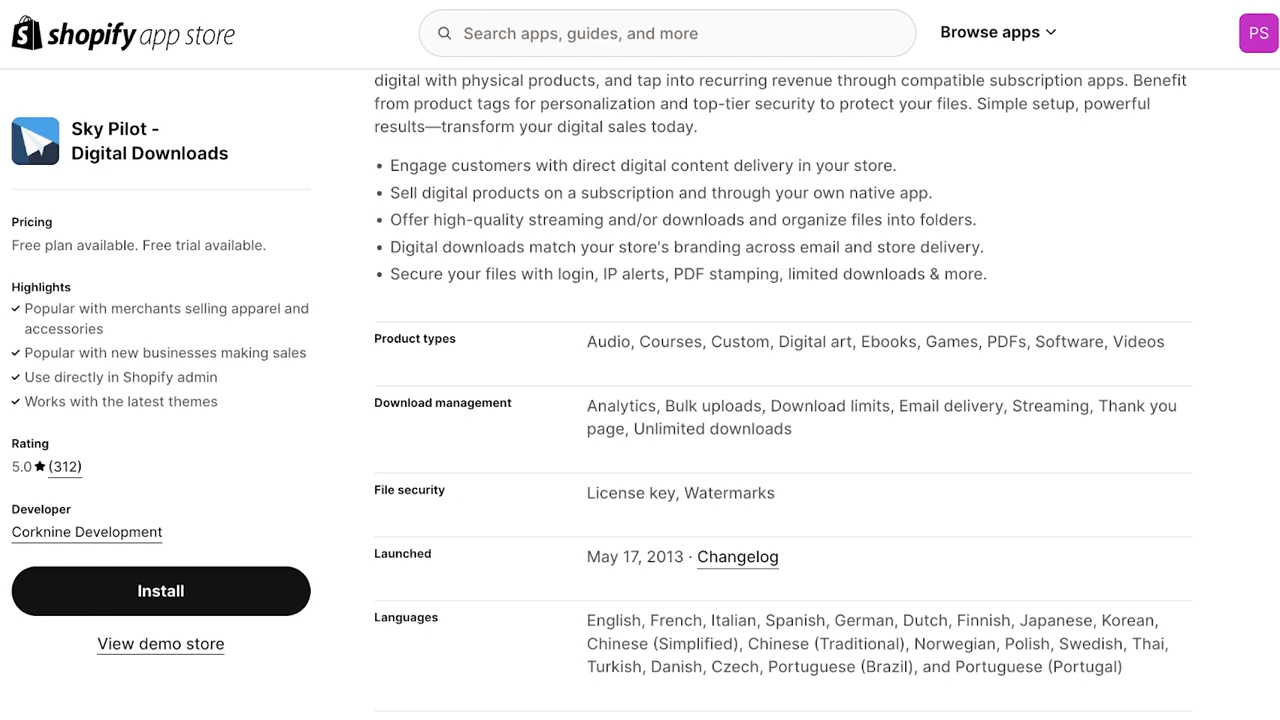 shopify app store
Search apps, guides, and more
Browse apps
PS
Sky Pilot -
Digital Downloads
Pricing
Free plan available. Free trial available.
Highlights
Popular with merchants selling apparel and
accessories
Popular with new businesses making sales
Use directly in Shopify admin
Works with the latest themes
Rating
5.0★ (312)
Developer
Corknine Development
Install
View demo store
digital with physical products, and tap into recurring revenue through compatible subscription apps. Benefit
from product tags for personalization and top-tier security to protect your files. Simple setup, powerful
results—transform your digital sales today.
• Engage customers with direct digital content delivery in your store.
• Sell digital products on a subscription and through your own native app.
• Offer high-quality streaming and/or downloads and organize files into folders.
• Digital downloads match your store's branding across email and store delivery.
• Secure your files with login, IP alerts, PDF stamping, limited downloads & more.
Product types
Audio, Courses, Custom, Digital art, Ebooks, Games, PDFs, Software, Videos
Download management
Analytics, Bulk uploads, Download limits, Email delivery, Streaming, Thank you
page, Unlimited downloads
File security
License key, Watermarks
Launched
May 17, 2013 · Changelog
Languages
English, French, Italian, Spanish, German, Dutch, Finnish, Japanese, Korean,
Chinese (Simplified), Chinese (Traditional), Norwegian, Polish, Swedish, Thai,
Turkish, Danish, Czech, Portuguese (Brazil), and Portuguese (Portugal)